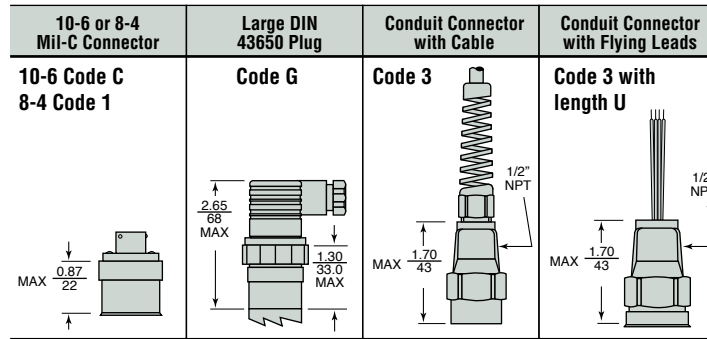 10-6 or 8-4
Mil-C Connector
Large DIN
43650 Plug
Conduit Connector
with Cable
Conduit Connector
with Flying Leads
10-6 Code C
8-4 Code 1
Code G
Code 3
Code 3 with
length U
MAX 0.87
22
2.65
68
MAX
1.30
33.0
MAX
1/2"
NPT
MAX 1.70
43
MAX 1.70
43